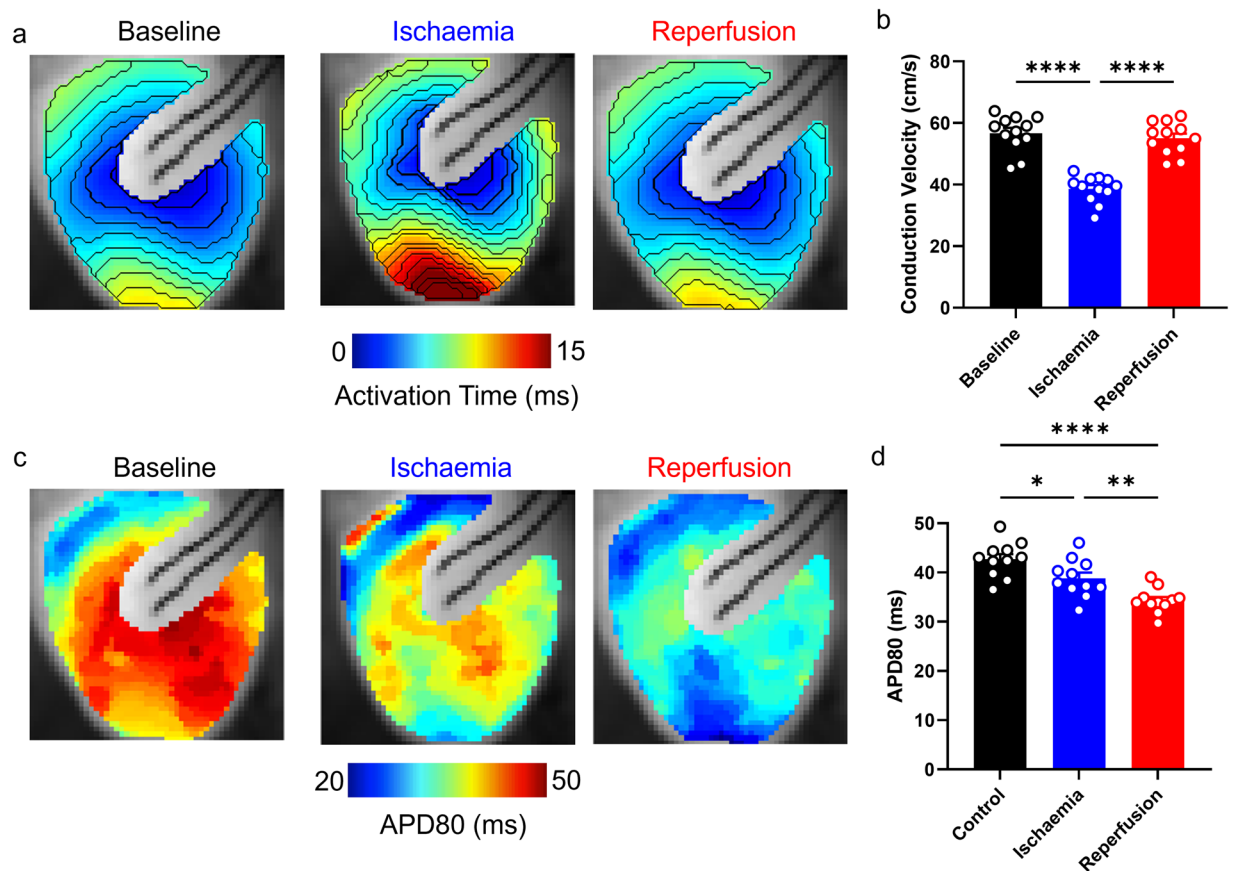 a
Baseline
Ischaemia
Reperfusion
0
15
Activation Time (ms)
b
****
****
Conduction Velocity (cm/s)
80
60
40
20
0
Baseline
Ischaemia
Reperfusion
c
Baseline
Ischaemia
Reperfusion
20
50
APD80 (ms)
d
****
*
**
APD80 (ms)
50
40
30
20
10
0
Control
Ischaemia
Reperfusion